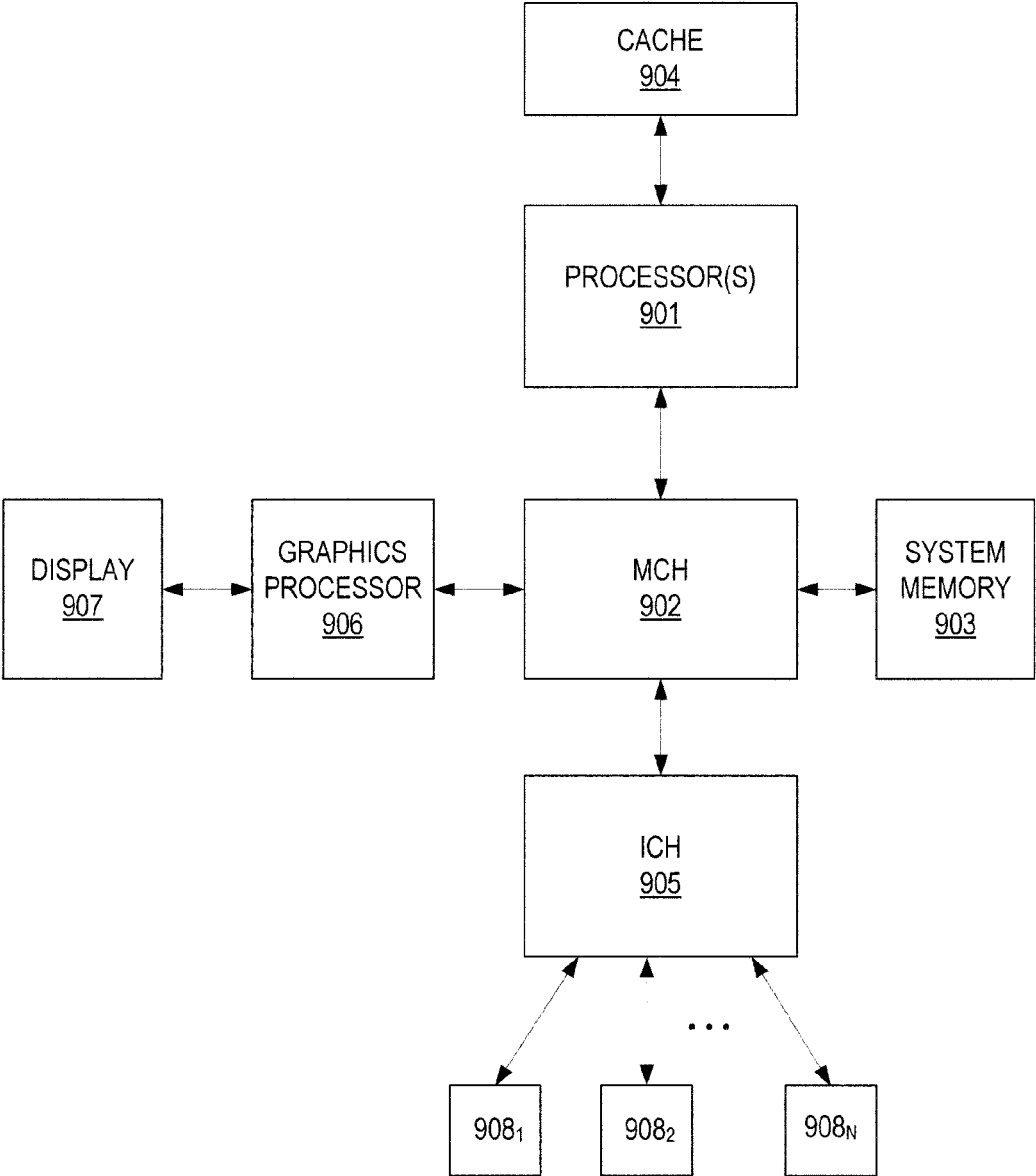 CACHE
904
PROCESSOR(S)
901
DISPLAY
907
GRAPHICS
PROCESSOR
906
MCH
902
SYSTEM
MEMORY
903
ICH
905
...
908₁
908₂
908N